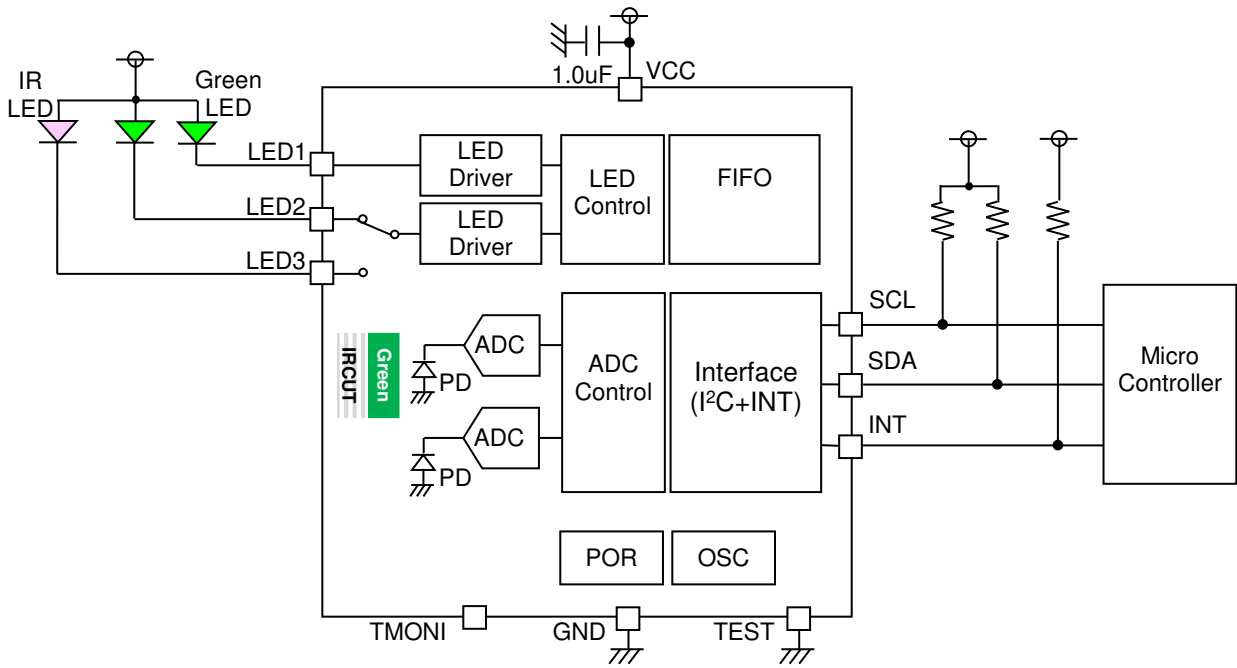 1.0uF
VCC
IR
LED
Green
LED
LED1
LED2
LED3
LED
Driver
LED
Driver
LED
Control
FIFO
Green
IRCUT
ADC
PD
ADC
PD
ADC
Control
Interface
(I²C+INT)
SCL
SDA
INT
Micro
Controller
POR
OSC
TMONI
GND
TEST